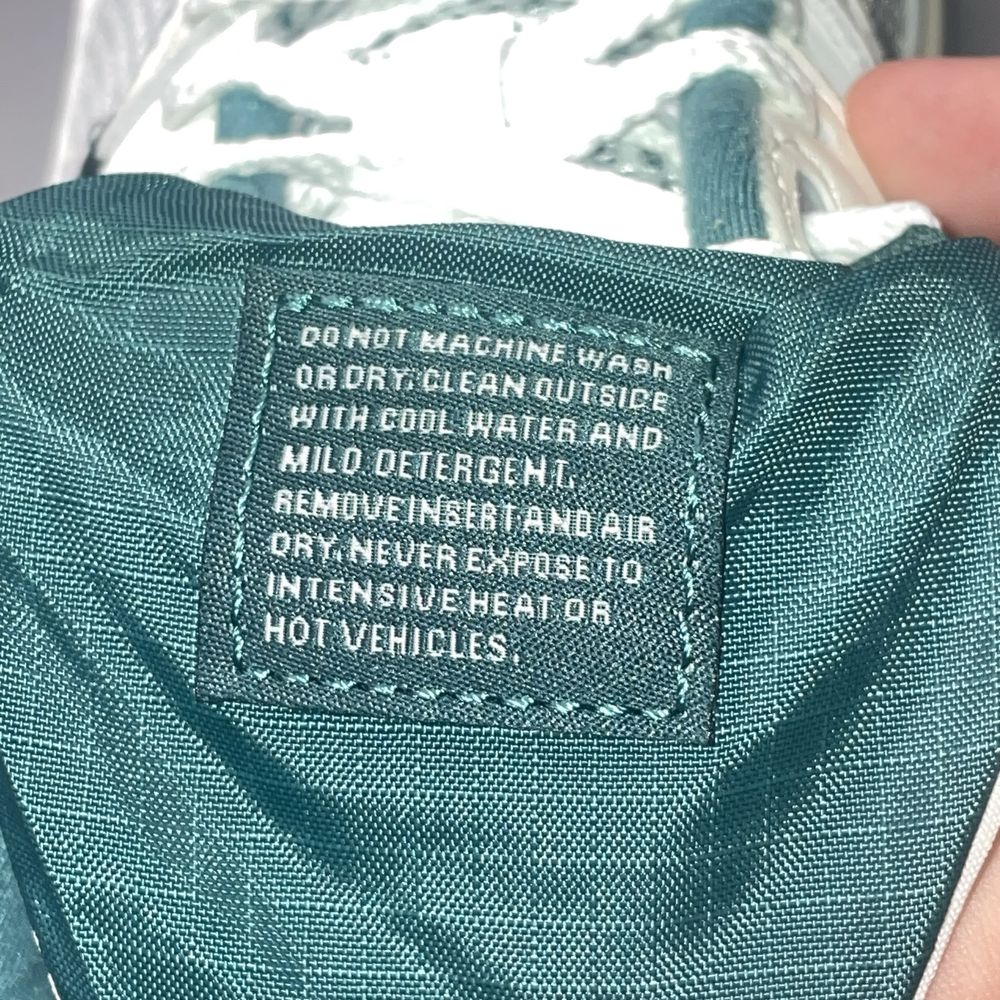 DO NOT MACHINE WASH
OR DRY. CLEAN OUTSIDE
WITH COOL WATER AND
MILD DETERGENT.
REMOVE INSERT AND AIR
DRY. NEVER EXPOSE TO
INTENSIVE HEAT OR
HOT VEHICLES.